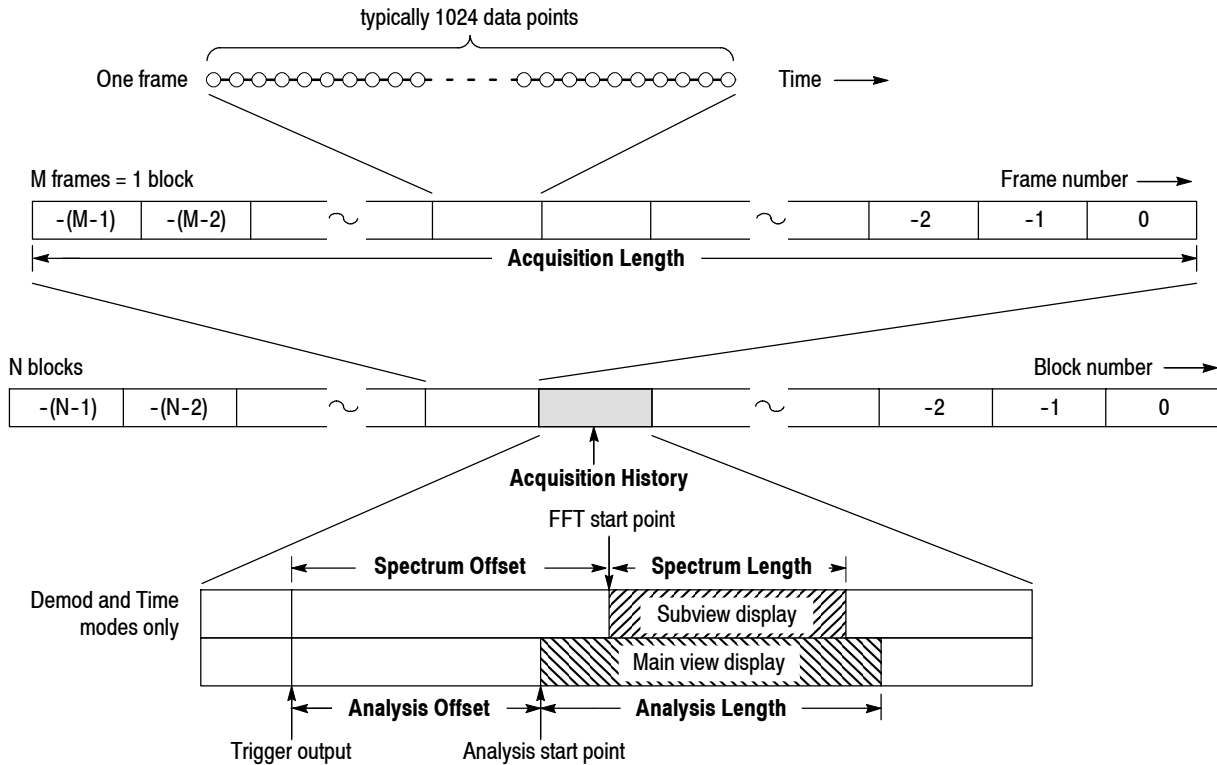 typically 1024 data points
One frame
Time
M frames = 1 block
Frame number
-(M-1) -(M-2) -2 -1 0
Acquisition Length
N blocks
Block number
-(N-1) -(N-2) -2 -1 0
Acquisition History
FFT start point
Spectrum Offset Spectrum Length
Demod and Time
modes only
Subview display
Main view display
Analysis Offset Analysis Length
Trigger output Analysis start point